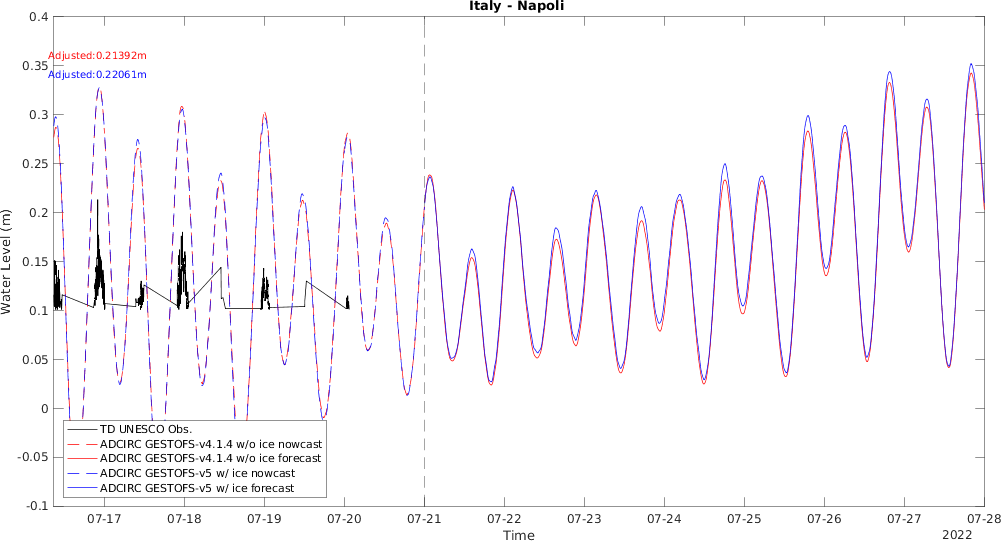 Italy - Napoli
Adjusted:0.21392m
Adjusted:0.22061m
Water Level (m)
0.4
0.35
0.3
0.25
0.2
0.15
0.1
0.05
0
-0.05
-0.1
TD UNESCO Obs.
ADCIRC GESTOFS-v4.1.4 w/o ice nowcast
ADCIRC GESTOFS-v4.1.4 w/o ice forecast
ADCIRC GESTOFS-v5 w/ ice nowcast
ADCIRC GESTOFS-v5 w/ ice forecast
07-17 07-18 07-19 07-20 07-21 07-22 07-23 07-24 07-25 07-26 07-27 07-28
Time
2022